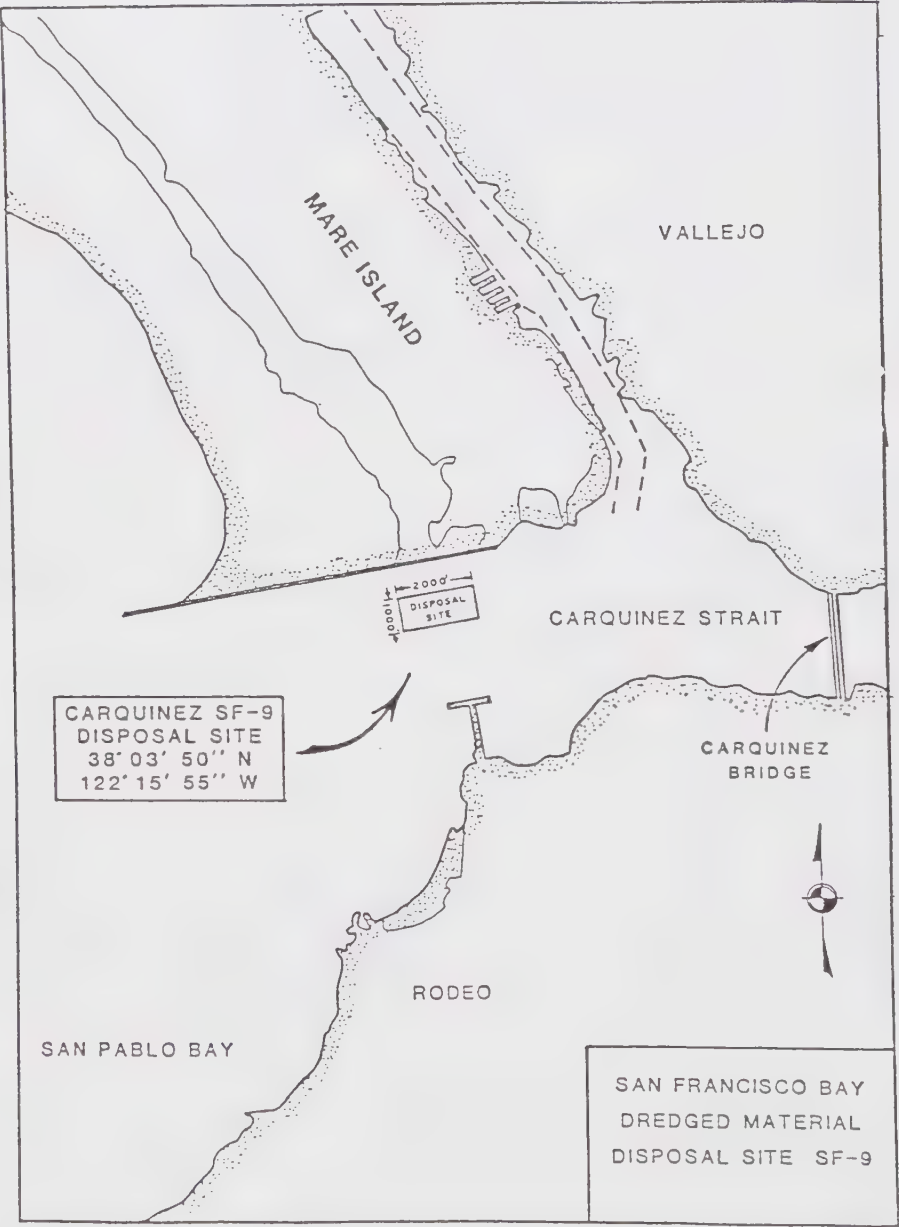 MARE ISLAND
VALLEJO
2000'
1000'
DISPOSAL
SITE
CARQUINEZ STRAIT
CARQUINEZ SF-9
DISPOSAL SITE
38° 03' 50'' N
122° 15' 55'' W
CARQUINEZ
BRIDGE
RODEO
SAN PABLO BAY
SAN FRANCISCO BAY
DREDGED MATERIAL
DISPOSAL SITE SF-9